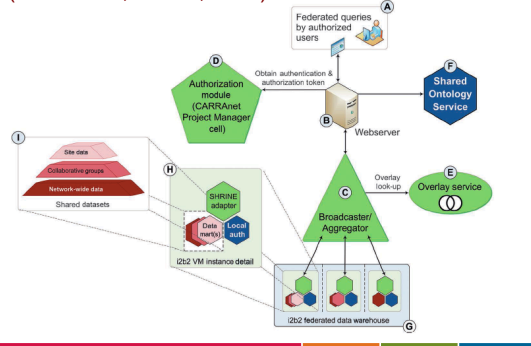 A
Federated queries
by authorized
users
D
F
Obtain authentication &
authorization token
Authorization
module
(CARRAnet
Project Manager
cell)
Shared
Ontology
Service
B
Webserver
I
Site data
Collaborative groups
Network-wide data
Shared datasets
H
SHRINE
adapter
Data
mart(s)
Local
auth
i2b2 VM instance detail
C
Broadcaster/
Aggregator
Overlay
look-up
E
Overlay service
i2b2 federated data warehouse
G